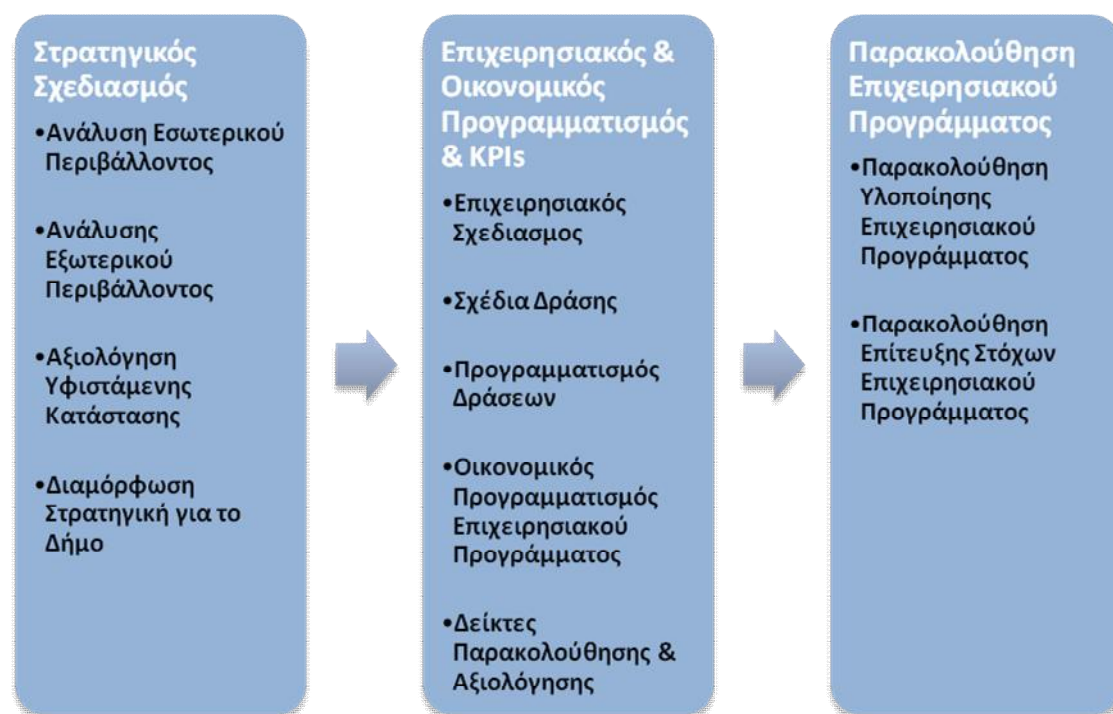 Στρατηγικός
Σχεδιασμός
•Ανάλυση Εσωτερικού
Περιβάλλοντος
•Ανάλυσης
Εξωτερικού
Περιβάλλοντος
•Αξιολόγηση
Υφιστάμενης
Κατάστασης
•Διαμόρφωση
Στρατηγική για το
Δήμο
Επιχειρησιακός &
Οικονομικός
Προγραμματισμός
& KPIs
•Επιχειρησιακός
Σχεδιασμος
•Σχέδια Δράσης
•Προγραμματισμός
Δράσεων
•Οικονομικός
Προγραμματισμός
Επιχειρησιακού
Προγράμματος
•Δείκτες
Παρακολούθησης &
Αξιολόγησης
Παρακολούθηση
Επιχειρησιακού
Προγράμματος
•Παρακολούθηση
Υλοποίησης
Επιχειρησιακού
Προγράμματος
•Παρακολούθηση
Επίτευξης Στόχων
Επιχειρησιακού
Προγράμματος